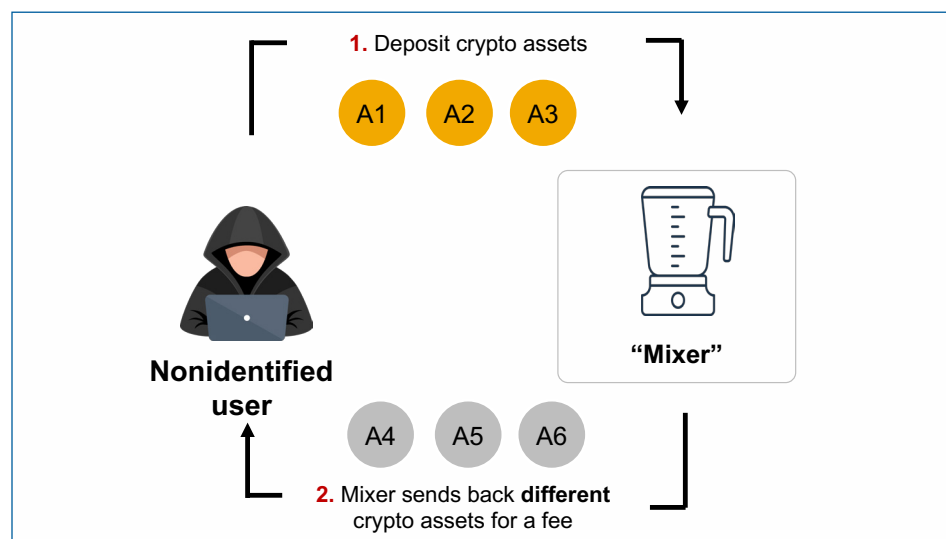 1. Deposit crypto assets
A1 A2 A3
“Mixer”
Nonidentified
user
A4 A5 A6
2. Mixer sends back different
crypto assets for a fee